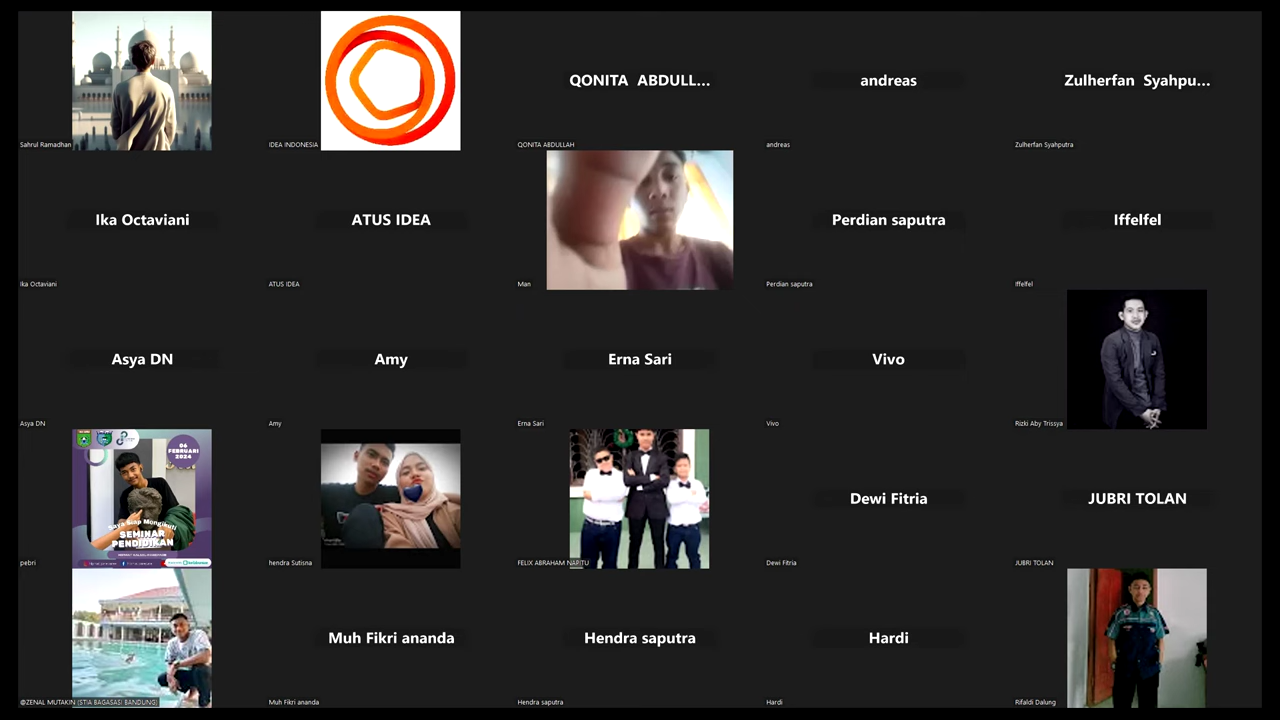 Sahrul Ramadhan
IDEA INDONESIA
QONITA ABDULL...
QONITA ABDULLAH
andreas
andreas
Zulherfan Syahpu...
Zulherfan Syahputra
Ika Octaviani
Ika Octaviani
ATUS IDEA
ATUS IDEA
Man
Perdian saputra
Perdian saputra
Iffelfel
Iffelfel
Asya DN
Asya DN
Amy
Amy
Erna Sari
Erna Sari
Vivo
Vivo
Rizki Aby Trissya
06
FEBRUARI
2024
Saya Siap Mengikuti
SEMINAR
PENDIDIKAN
pebri
hendra Sutisna
FELIX ABRAHAM NAPITU
Dewi Fitria
Dewi Fitria
JUBRI TOLAN
JUBRI TOLAN
@ZENAL MUTAKIN (STIA BAGASASI BANDUNG)
Muh Fikri ananda
Muh Fikri ananda
Hendra saputra
Hendra saputra
Hardi
Hardi
Rifaldi Dalung